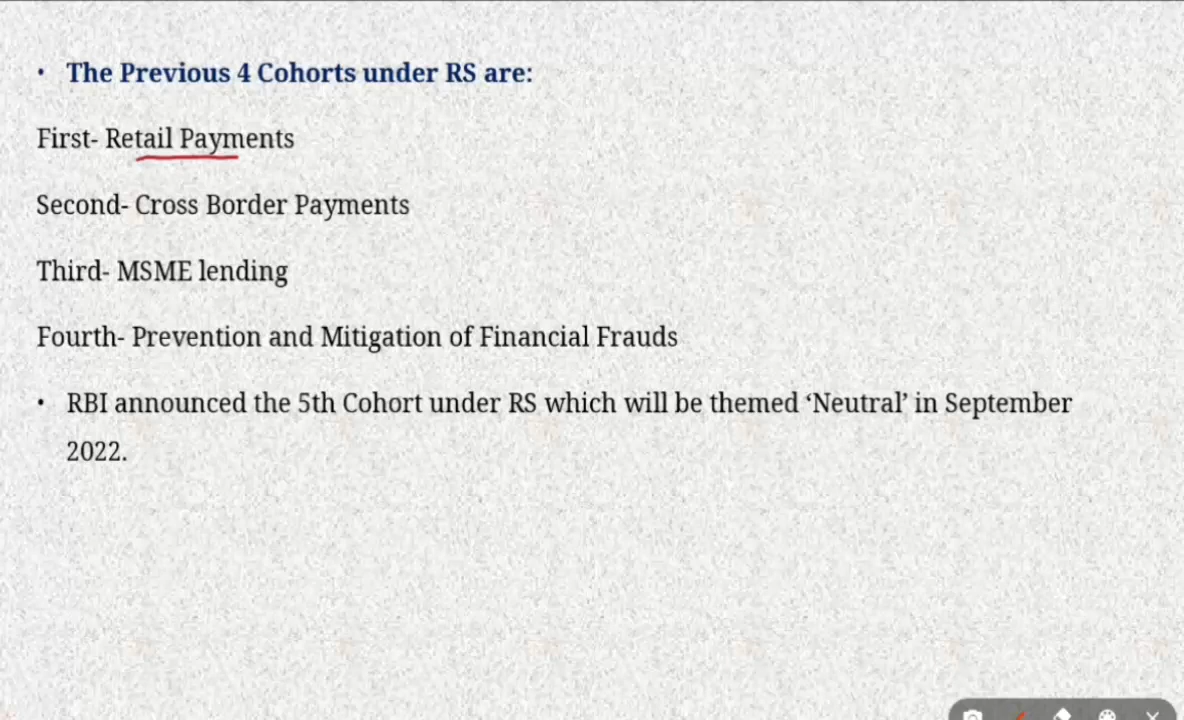 • The Previous 4 Cohorts under RS are:
First- Retail Payments
Second- Cross Border Payments
Third- MSME lending
Fourth- Prevention and Mitigation of Financial Frauds
• RBI announced the 5th Cohort under RS which will be themed ‘Neutral’ in September
2022.